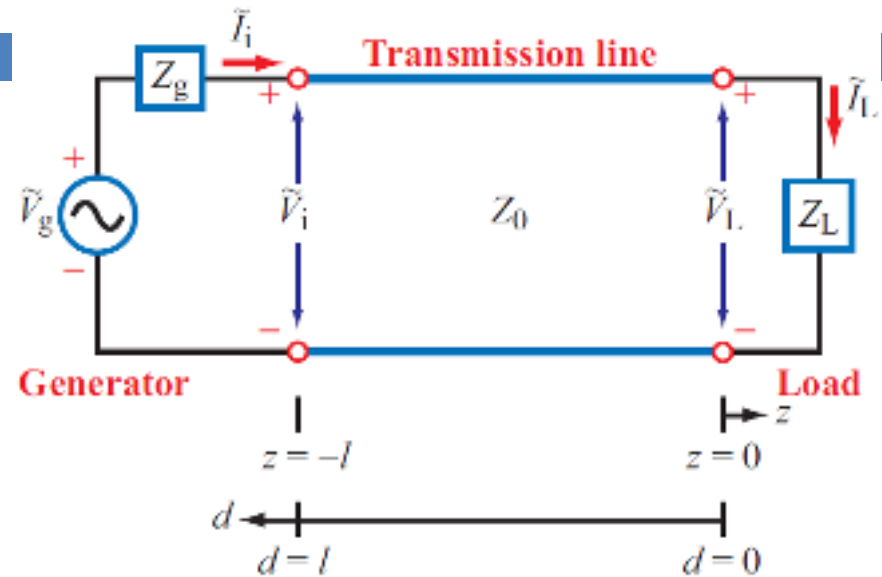 Ĩi
Transmission line
Zg
+
+
ĨL
+
Ṽg
Ṽi
Z0
ṼL
ZL
−
−
−
Generator
Load
z
z = −l
z = 0
d
d = l
d = 0